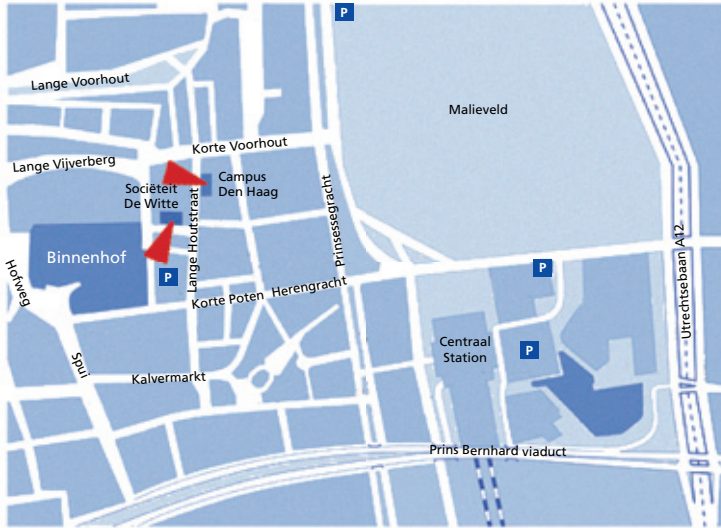 P
Lange Voorhout
Malieveld
Korte Voorhout
Lange Vijverberg
Campus
Den Haag
Sociëteit
De Witte
Lange Houtstraat
Prinsessegracht
Utrechtsebaan A12
Binnenhof
Hofweg
P
P
Korte Poten
Herengracht
Centraal
Station
P
Spui
Kalvermarkt
Prins Bernhard viaduct